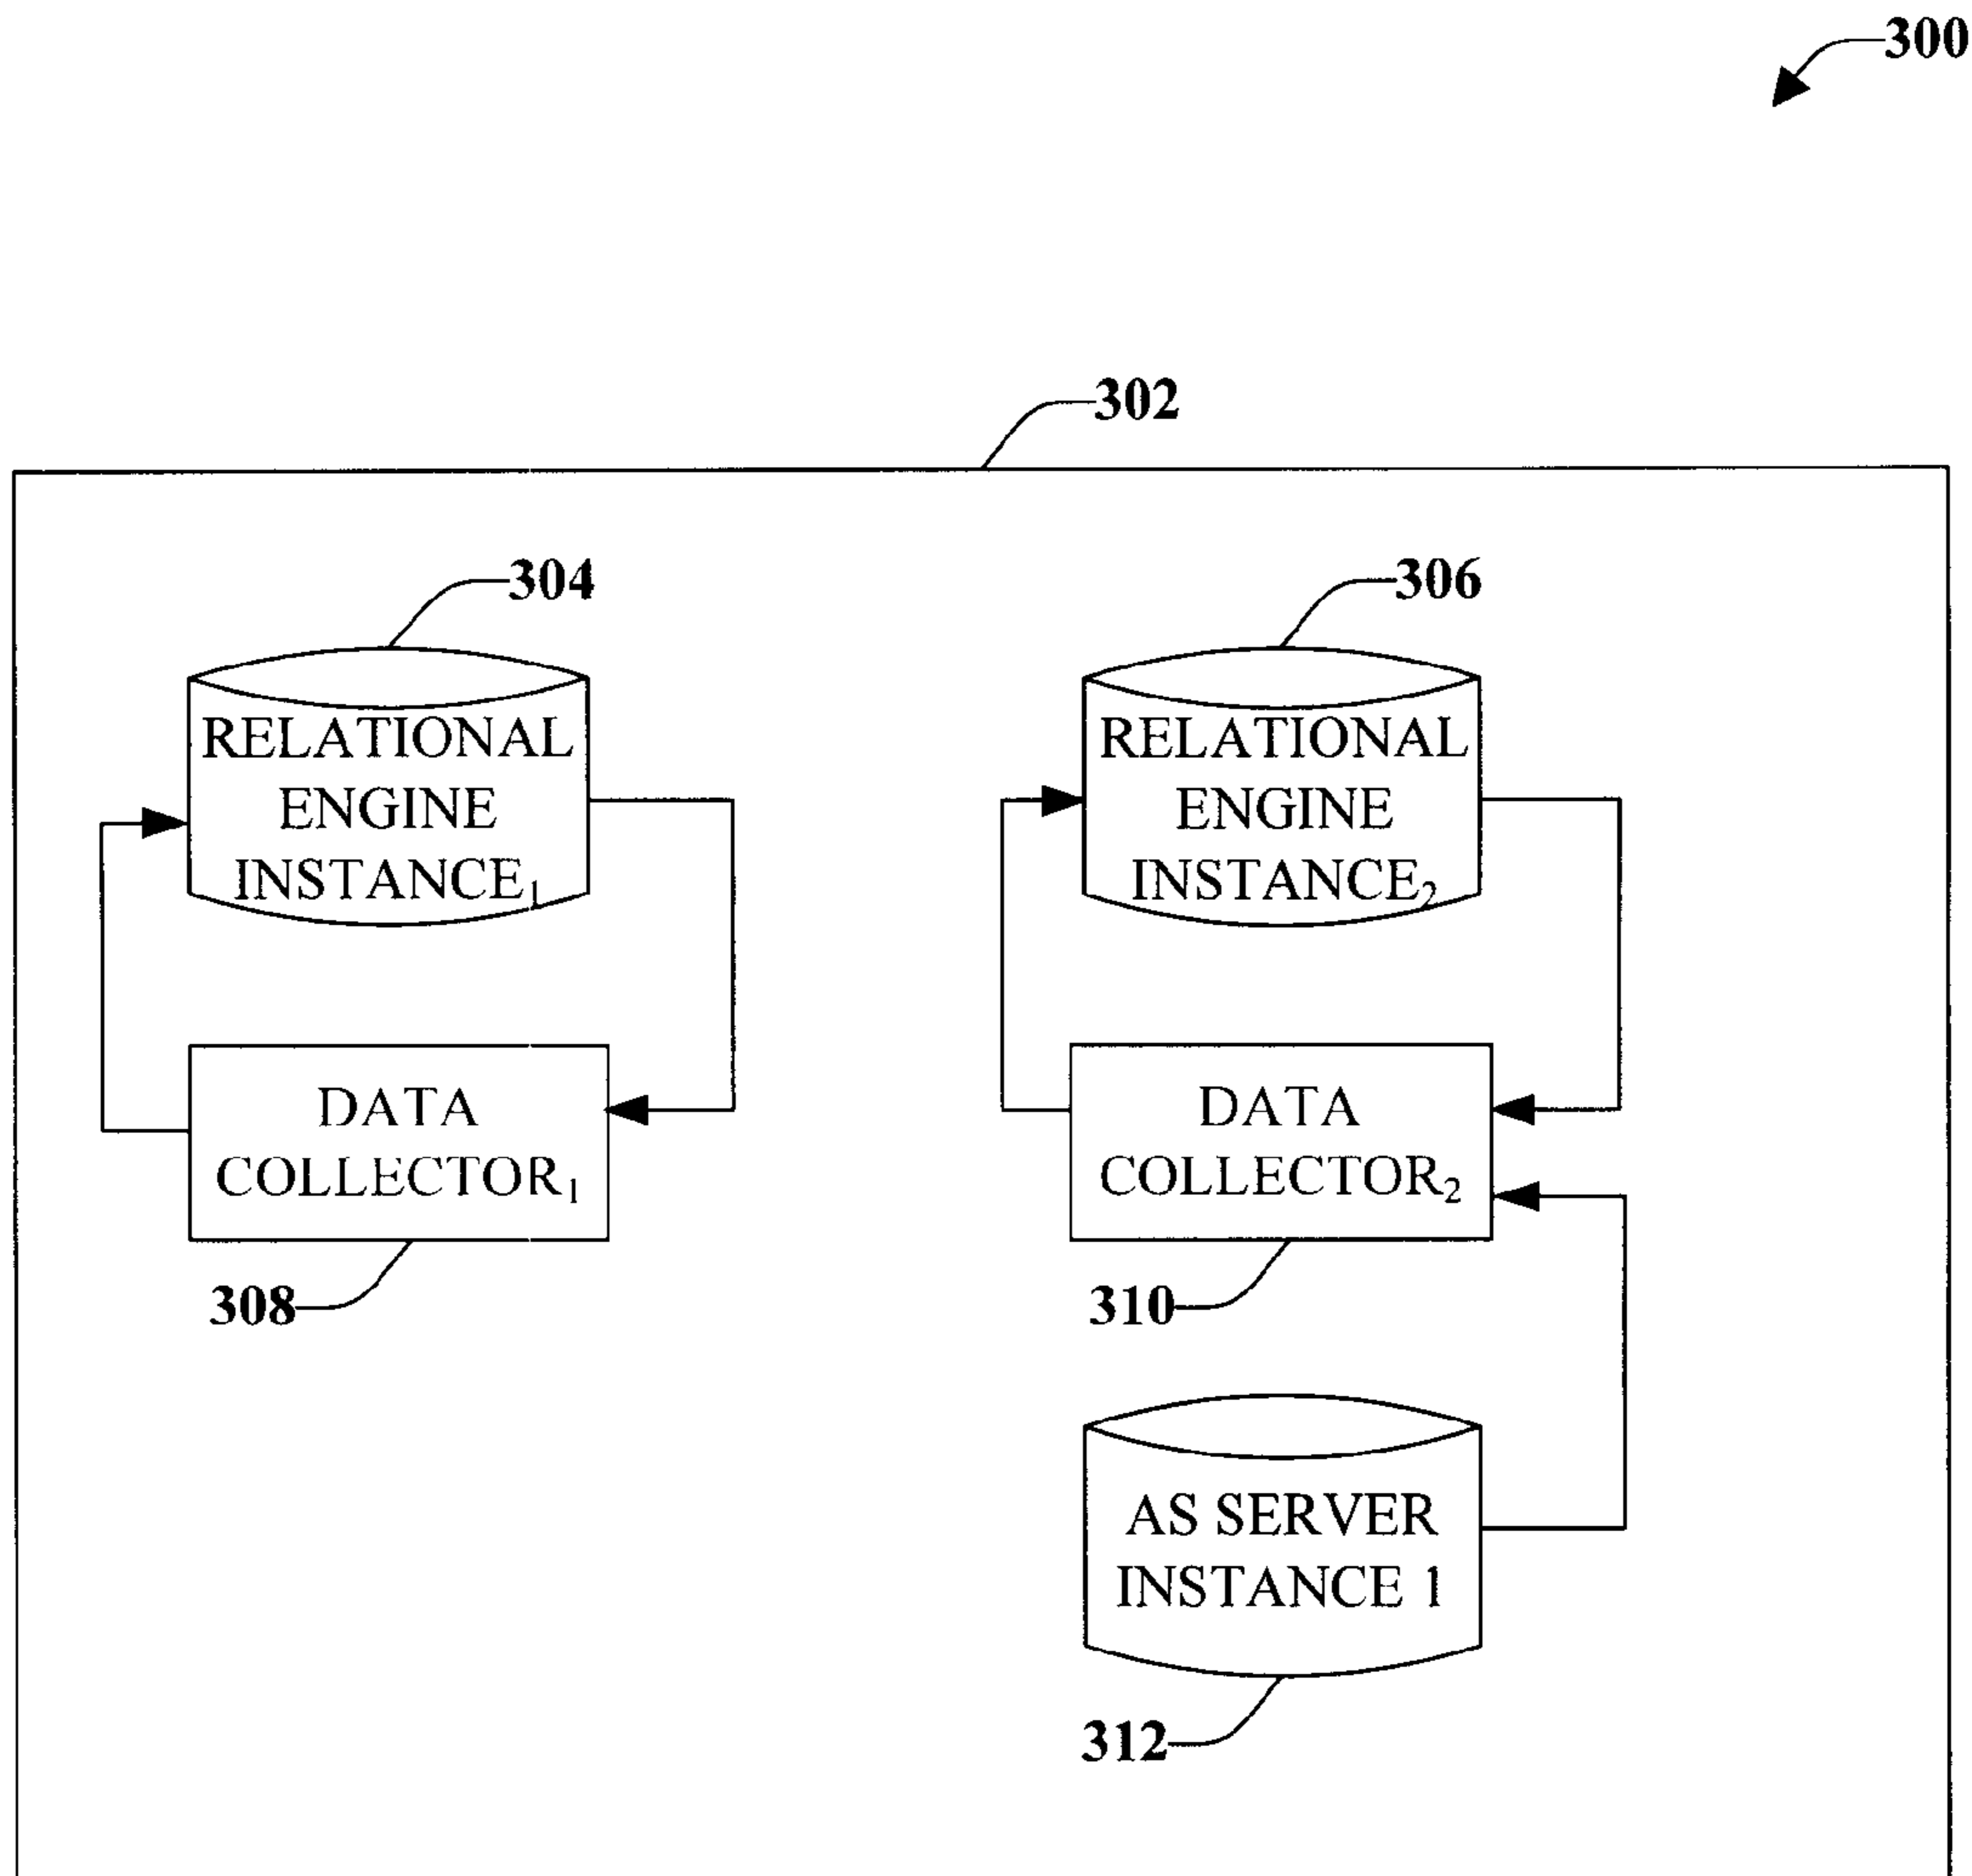 300
302
304
306
RELATIONAL
ENGINE
INSTANCE₁
RELATIONAL
ENGINE
INSTANCE₂
DATA
COLLECTOR₁
DATA
COLLECTOR₂
308
310
AS SERVER
INSTANCE 1
312